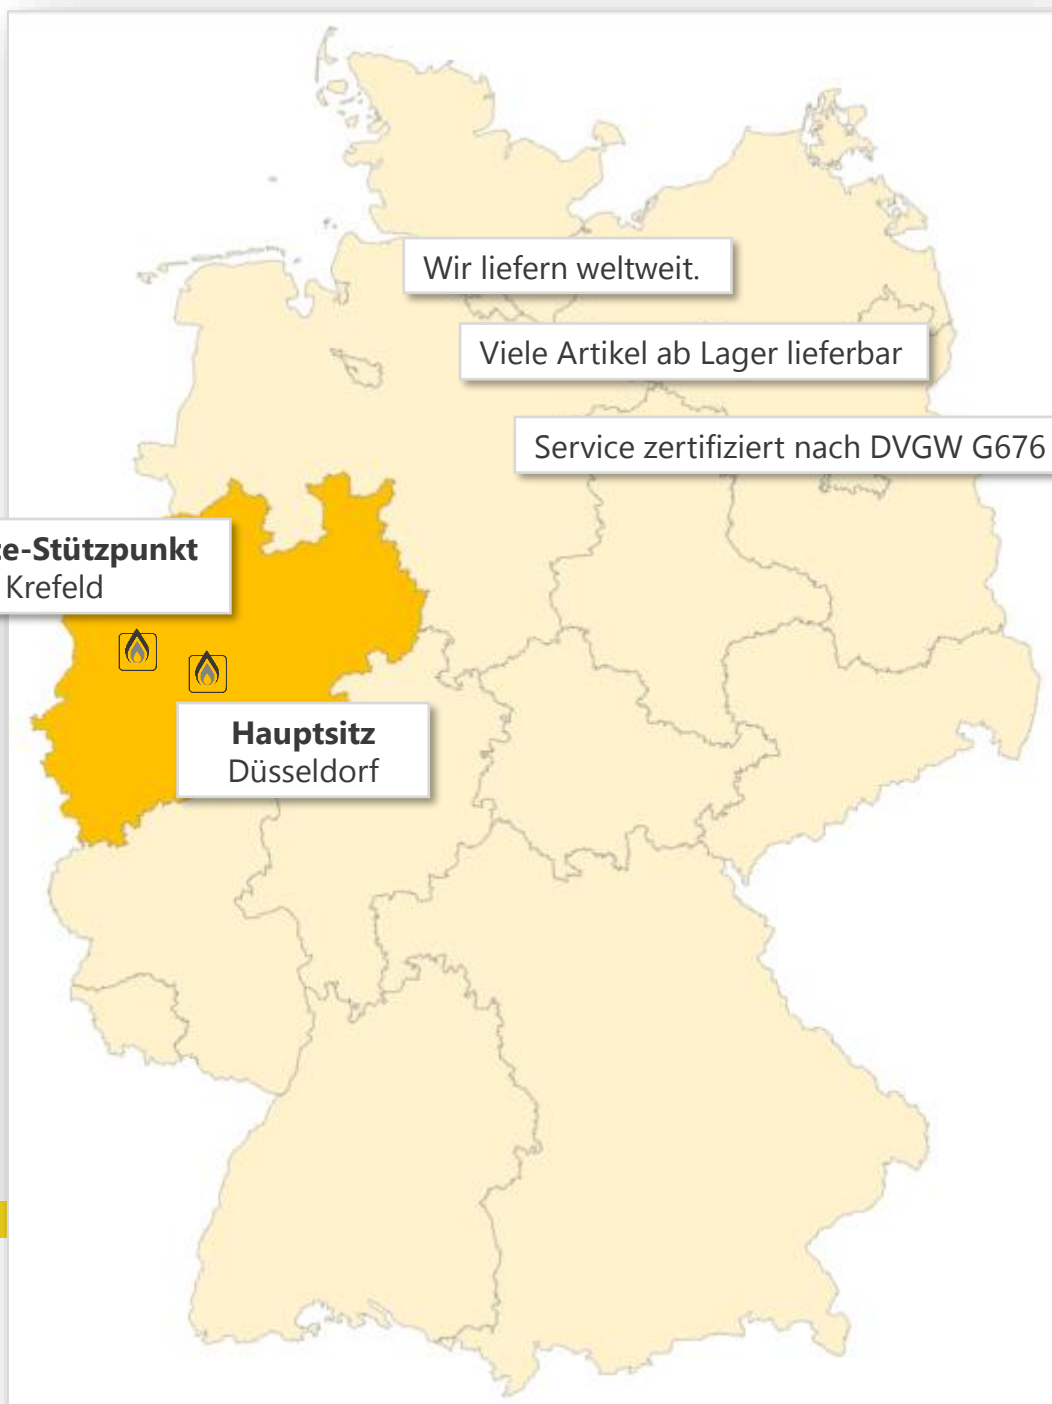 Wir liefern weltweit.
Viele Artikel ab Lager lieferbar
Service zertifiziert nach DVGW G676
e-Stützpunkt
Krefeld
Hauptsitz
Düsseldorf